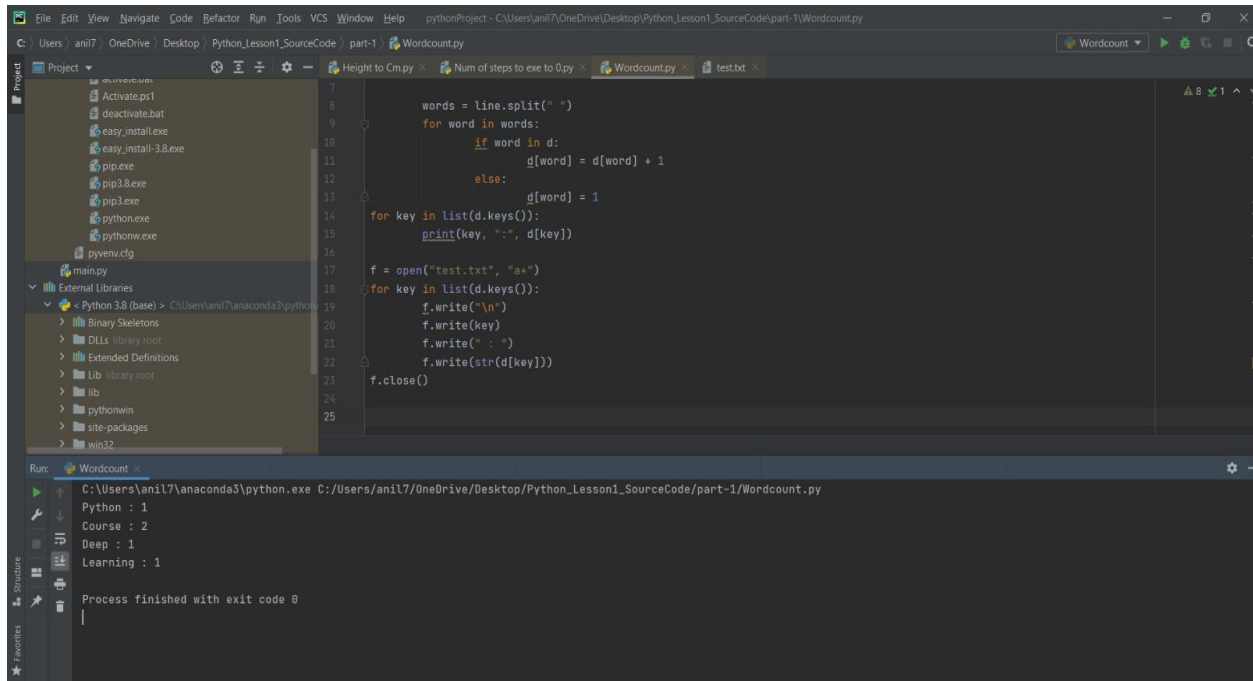 File Edit View Navigate Code Refactor Run Tools VCS Window Help pythonProject - C:\Users\anil7\OneDrive\Desktop\Python_Lesson1_SourceCode\part-1\Wordcount.py
C: Users anil7 OneDrive Desktop Python_Lesson1_SourceCode part-1 Wordcount.py
Wordcount
Project
Height to Cm.py
Num of steps to exe to 0.py
Wordcount.py
test.txt
activate.bat
Activate.ps1
deactivate.bat
easy_install.exe
easy_install-3.8.exe
pip.exe
pip3.8.exe
pip3.exe
python.exe
pythonw.exe
pyvenv.cfg
main.py
External Libraries
< Python 3.8 (base) > C:\Users\anil7\anaconda3\python.
Binary Skeletons
DLLs library root
Extended Definitions
Lib library root
lib
pythonwin
site-packages
win32
8 1
7
8 words = line.split(" ")
9 for word in words:
10 if word in d:
11 d[word] = d[word] + 1
12 else:
13 d[word] = 1
14 for key in list(d.keys()):
15 print(key, ":", d[key])
16
17 f = open("test.txt", "a+")
18 for key in list(d.keys()):
19 f.write("\n")
20 f.write(key)
21 f.write(" : ")
22 f.write(str(d[key]))
23 f.close()
24
25
Run: Wordcount
C:\Users\anil7\anaconda3\python.exe C:/Users/anil7/OneDrive/Desktop/Python_Lesson1_SourceCode/part-1/Wordcount.py
Python : 1
Course : 2
Deep : 1
Learning : 1
Process finished with exit code 0
Project
Structure
Favorites